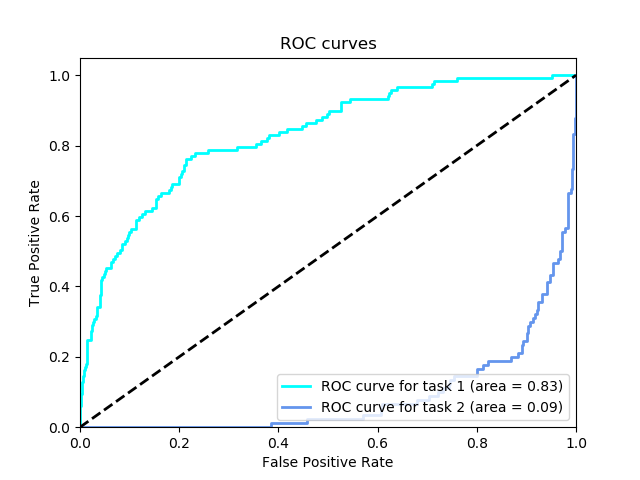 ROC curves
1.0
0.8
0.6
0.4
0.2
0.0
True Positive Rate
ROC curve for task 1 (area = 0.83)
ROC curve for task 2 (area = 0.09)
0.0 0.2 0.4 0.6 0.8 1.0
False Positive Rate